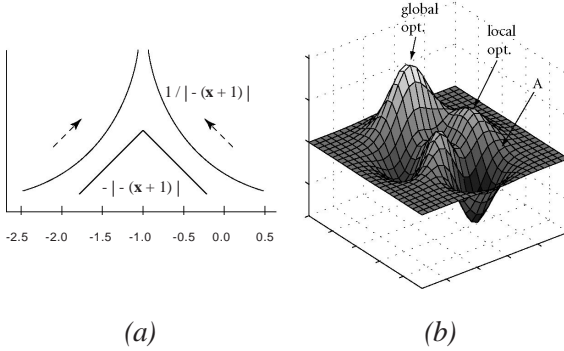 1 / | - (x + 1) |
- | - (x + 1) |
-2.5 -2.0 -1.5 -1.0 -0.5 0.0 0.5
(a)
global
opt.
local
opt.
A
(b)